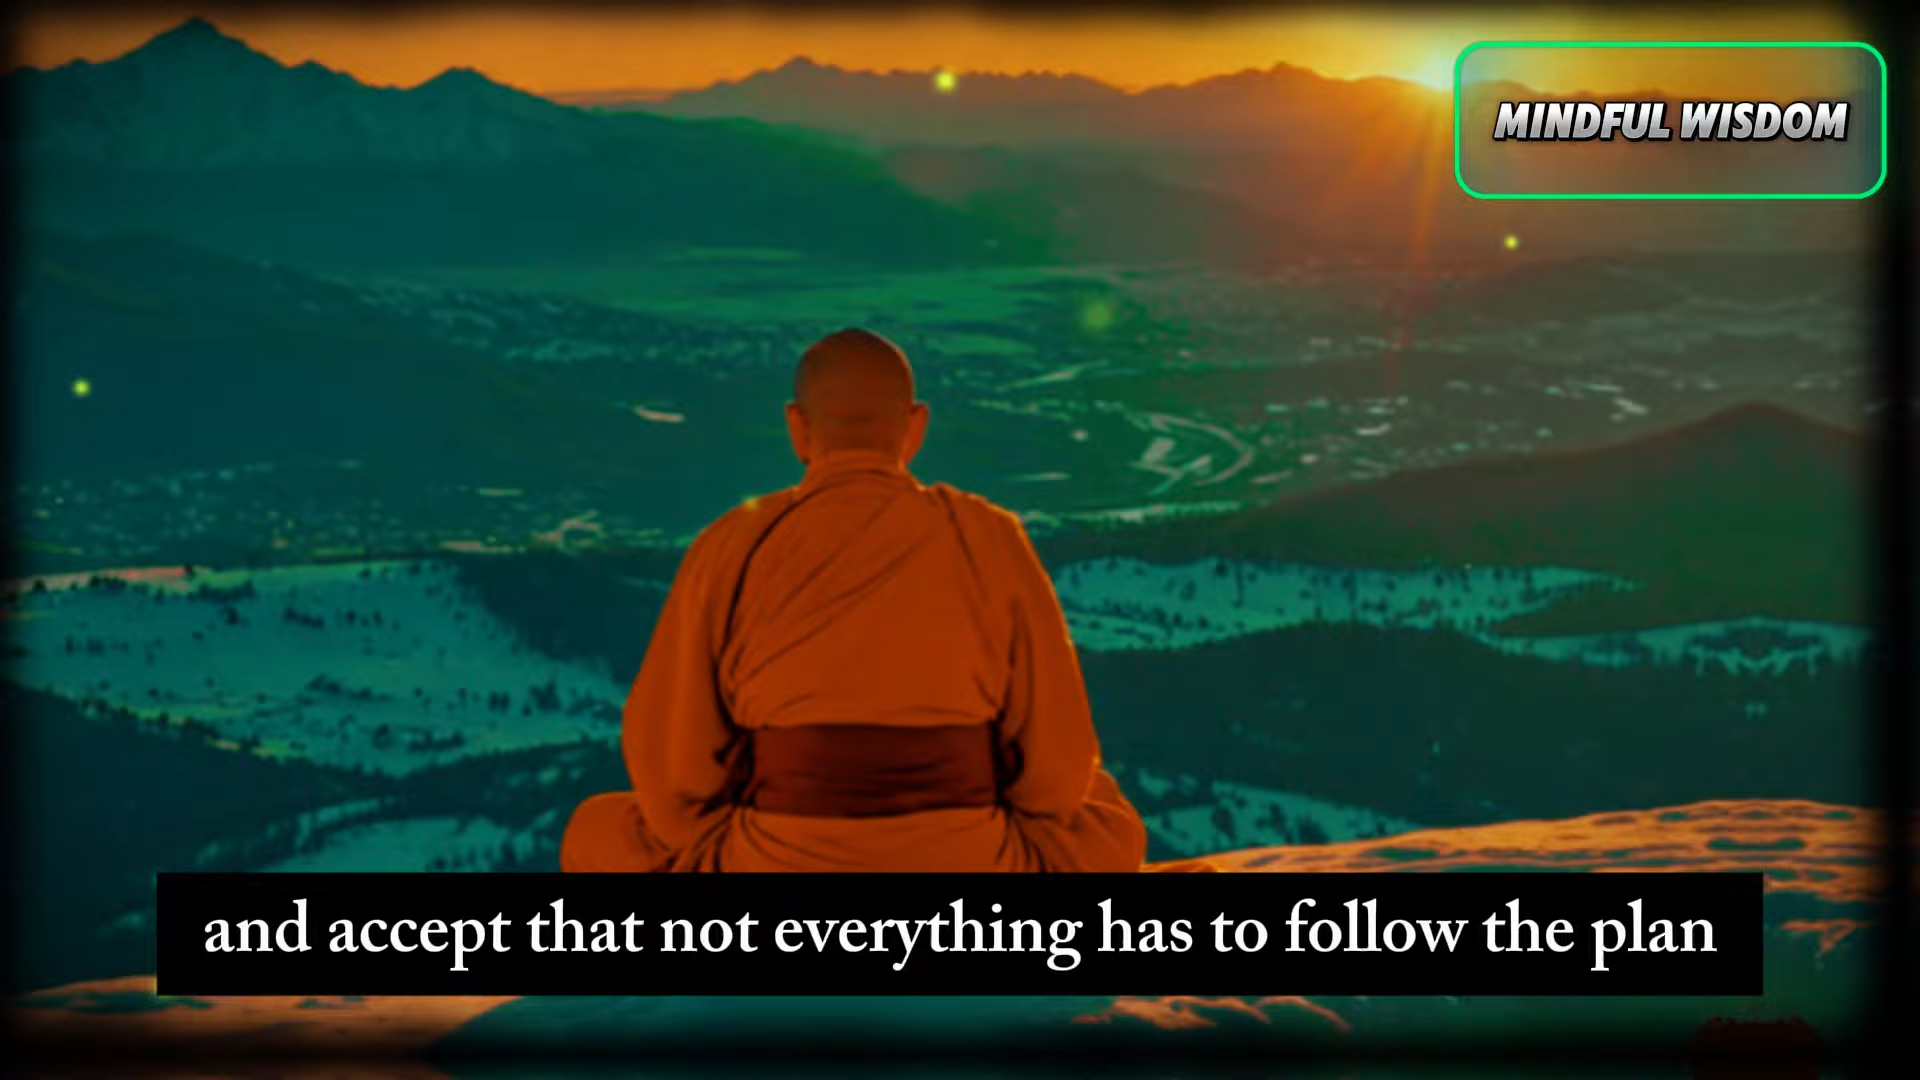 MINDFUL WISDOM
and accept that not everything has to follow the plan